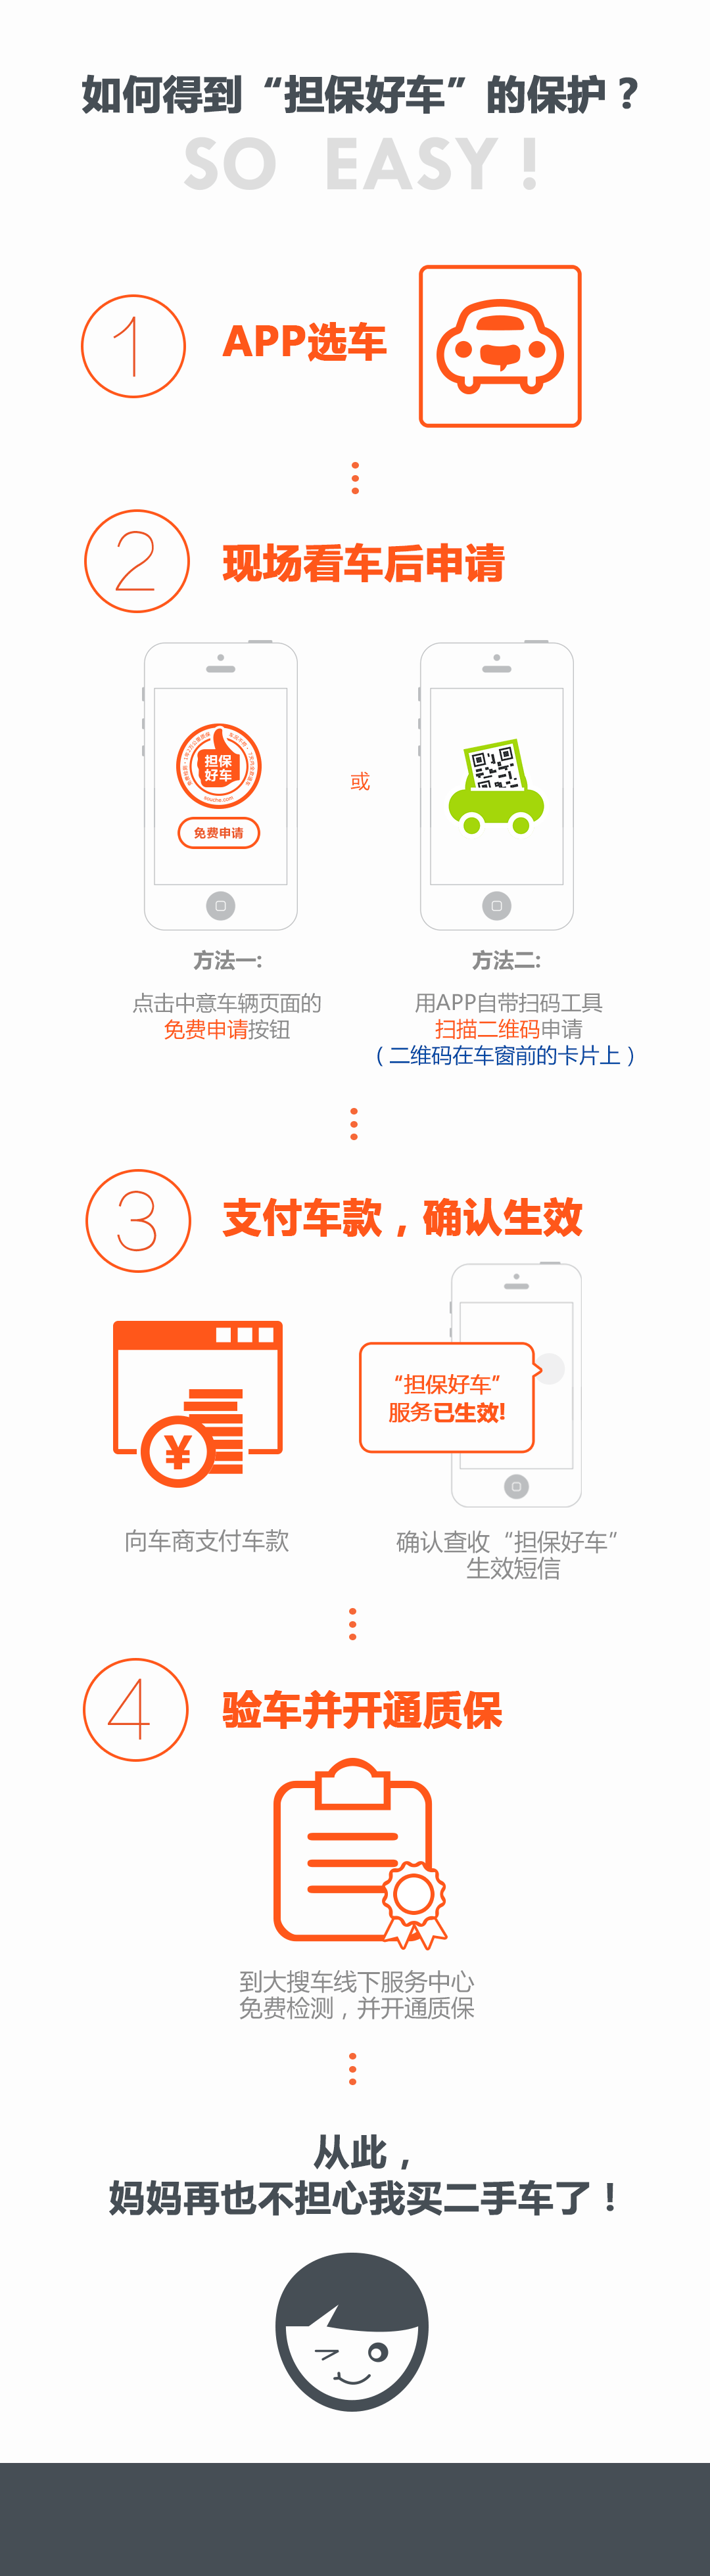 如何得到“担保好车”的保护？
SO EASY!
1
APP选车
2
现场看车后申请
担保
好车
souche.com
免费申请
或
方法一:
点击中意车辆页面的
免费申请按钮
方法二:
用APP自带扫码工具
扫描二维码申请
（二维码在车窗前的卡片上）
3
支付车款，确认生效
¥
“担保好车”
服务已生效!
向车商支付车款
确认查收“担保好车”
生效短信
4
验车并开通质保
到大搜车线下服务中心
免费检测，并开通质保
从此，
妈妈再也不担心我买二手车了！